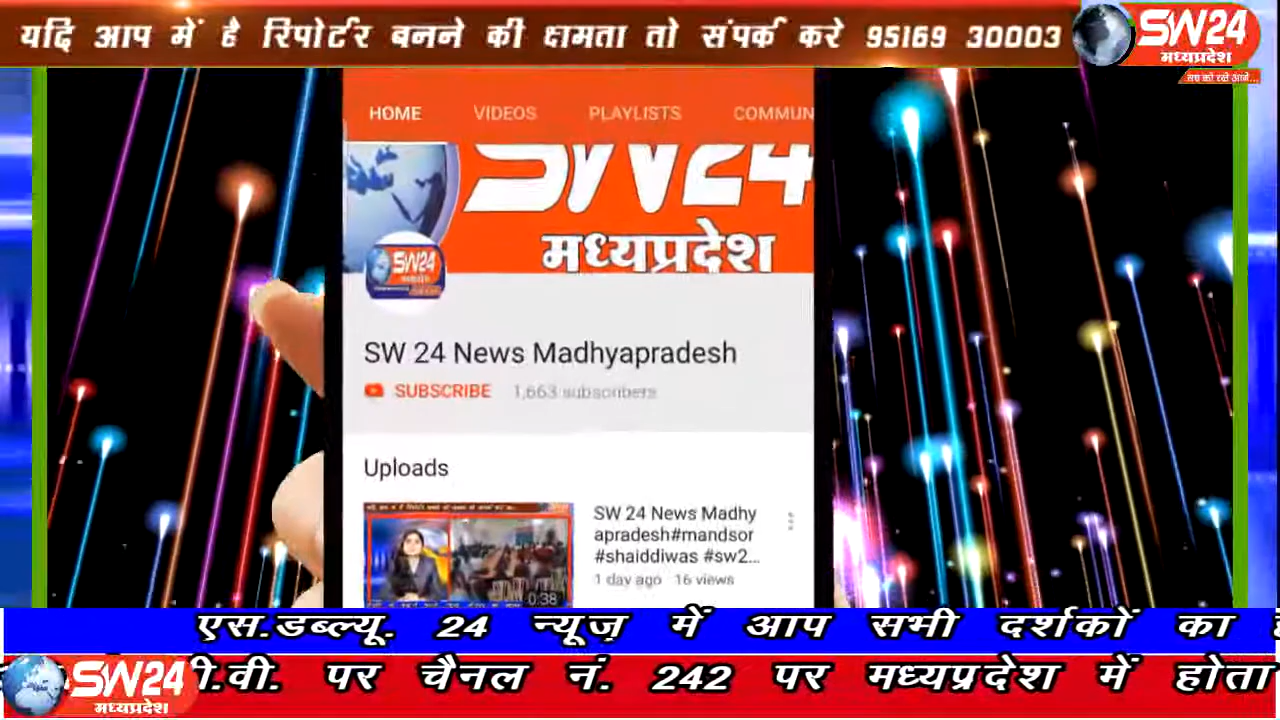 यदि आप में है रिपोर्टर बनने की क्षमता तो संपर्क करे 95169 30003
SW24
मध्यप्रदेश
HOME VIDEOS PLAYLISTS COMMUN
SW24
मध्यप्रदेश
SW24
SW 24 News Madhyapradesh
SUBSCRIBE 1,663 subscribers
Uploads
SW 24 News Madhy
apradesh#mandsor
#shaiddiwas #sw2...
1 day ago 16 views
0:38
एस.डब्ल्यू. 24 न्यूज़ में आप सभी दर्शकों का
.वी. पर चैनल नं. 242 पर मध्यप्रदेश में होता
SW24
मध्यप्रदेश